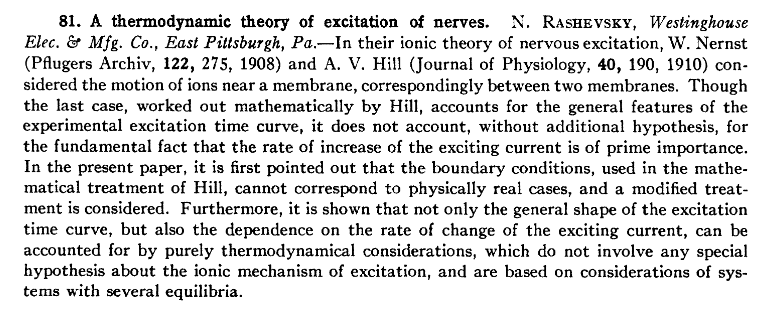 81. A thermodynamic theory of excitation of nerves. N. RASHEVSKY, Westinghouse
Elec. & Mfg. Co., East Pittsburgh, Pa.—In their ionic theory of nervous excitation, W. Nernst
(Pflugers Archiv, 122, 275, 1908) and A. V. Hill (Journal of Physiology, 40, 190, 1910) con-
sidered the motion of ions near a membrane, correspondingly between two membranes. Though
the last case, worked out mathematically by Hill, accounts for the general features of the
experimental excitation time curve, it does not account, without additional hypothesis, for
the fundamental fact that the rate of increase of the exciting current is of prime importance.
In the present paper, it is first pointed out that the boundary conditions, used in the mathe-
matical treatment of Hill, cannot correspond to physically real cases, and a modified treat-
ment is considered. Furthermore, it is shown that not only the general shape of the excitation
time curve, but also the dependence on the rate of change of the exciting current, can be
accounted for by purely thermodynamical considerations, which do not involve any special
hypothesis about the ionic mechanism of excitation, and are based on considerations of sys-
tems with several equilibria.